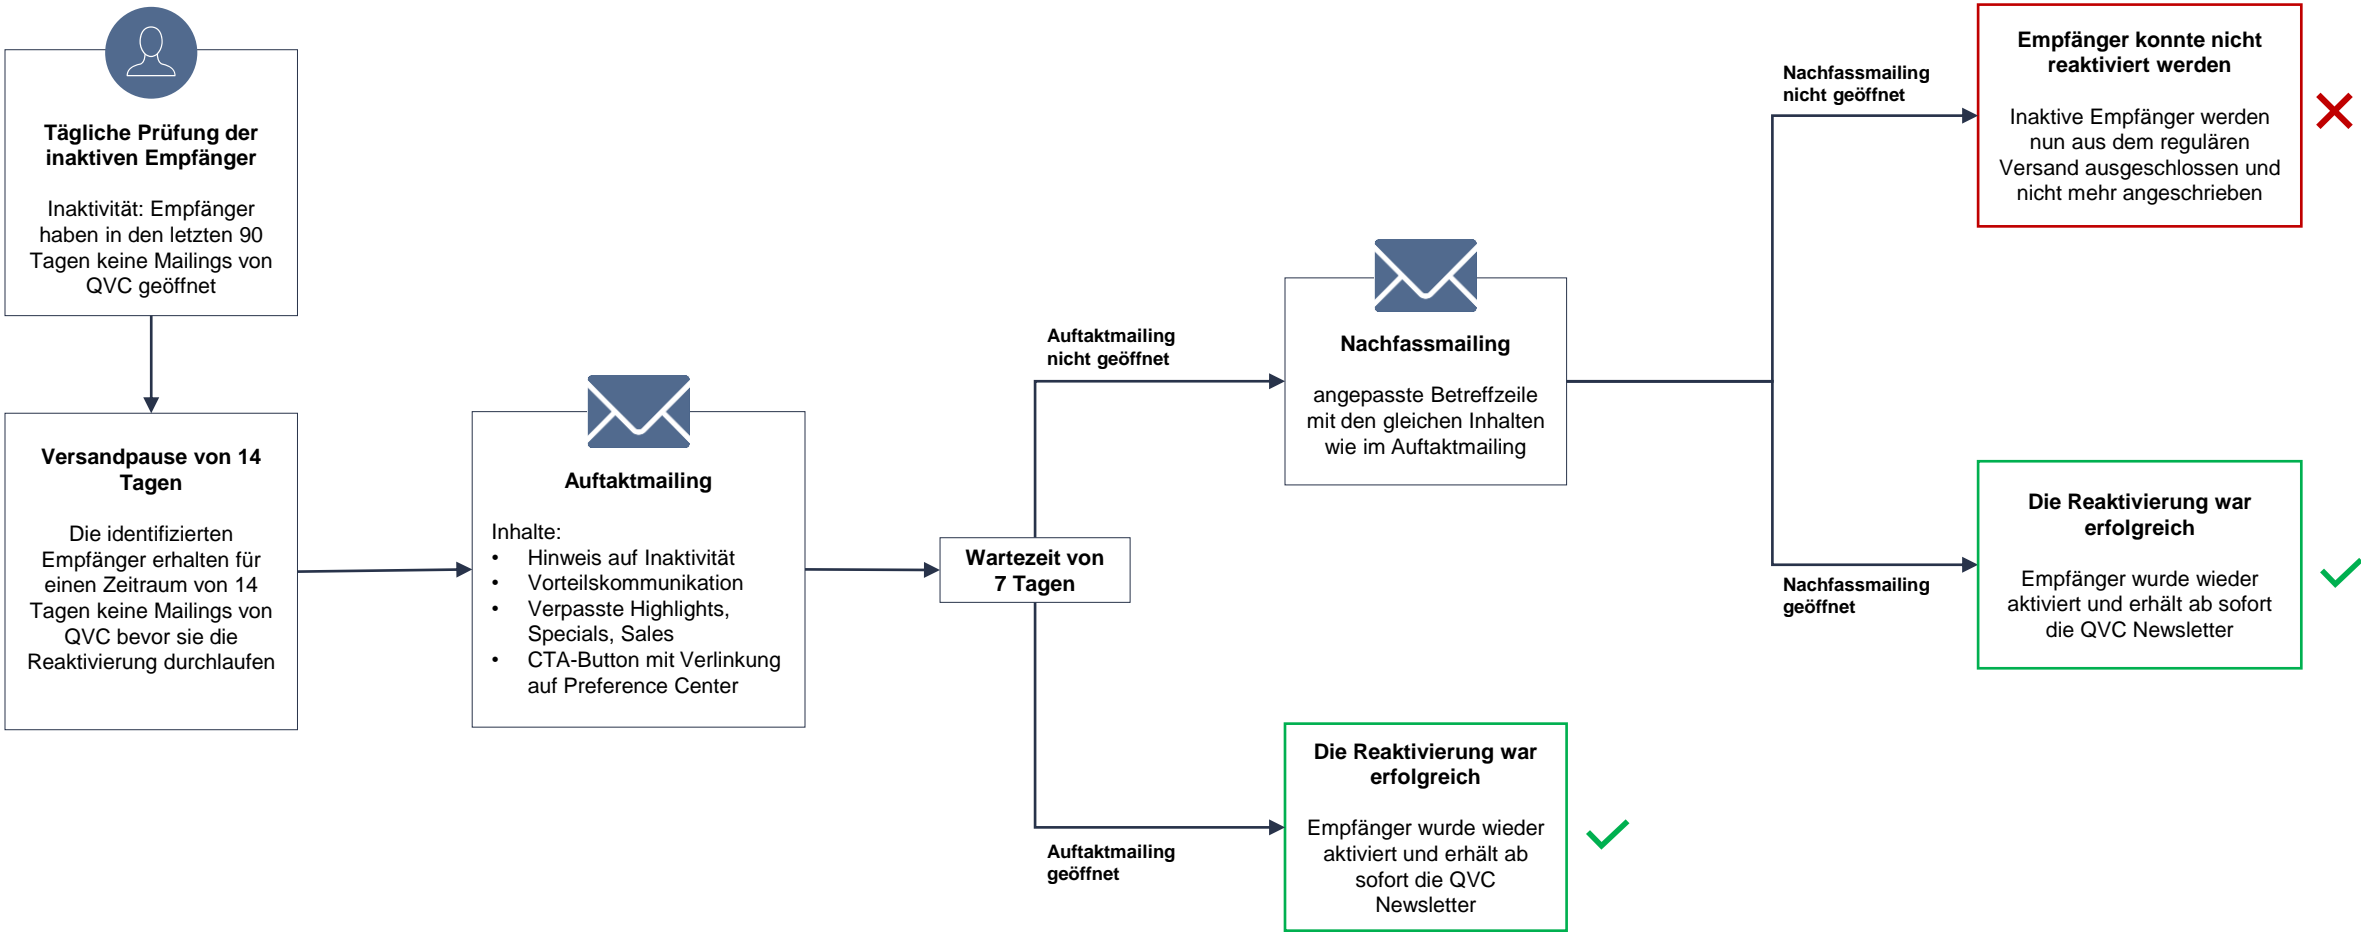 Tägliche Prüfung der
inaktiven Empfänger
Inaktivität: Empfänger
haben in den letzten 90
Tagen keine Mailings von
QVC geöffnet
Versandpause von 14
Tagen
Die identifizierten
Empfänger erhalten für
einen Zeitraum von 14
Tagen keine Mailings von
QVC bevor sie die
Reaktivierung durchlaufen
Auftaktmailing
Inhalte:
• Hinweis auf Inaktivität
• Vorteilskommunikation
• Verpasste Highlights,
Specials, Sales
• CTA-Button mit Verlinkung
auf Preference Center
Wartezeit von
7 Tagen
Auftaktmailing
nicht geöffnet
Nachfassmailing
angepasste Betreffzeile
mit den gleichen Inhalten
wie im Auftaktmailing
Auftaktmailing
geöffnet
Die Reaktivierung war
erfolgreich
Empfänger wurde wieder
aktiviert und erhält ab
sofort die QVC
Newsletter
Nachfassmailing
nicht geöffnet
Empfänger konnte nicht
reaktiviert werden
Inaktive Empfänger werden
nun aus dem regulären
Versand ausgeschlossen und
nicht mehr angeschrieben
Nachfassmailing
geöffnet
Die Reaktivierung war
erfolgreich
Empfänger wurde wieder
aktiviert und erhält ab sofort
die QVC Newsletter